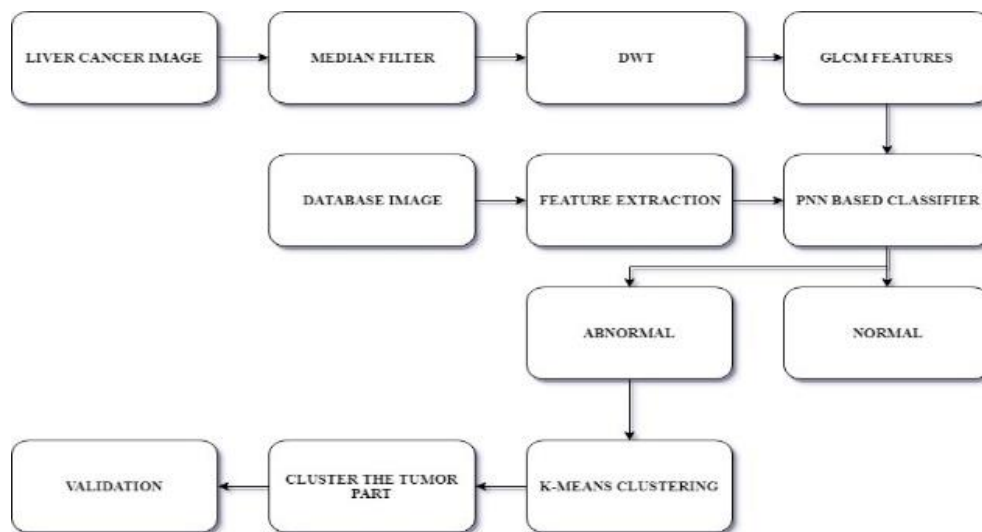 LIVER CANCER IMAGE
MEDIAN FILTER
DWT
GLCM FEATURES
DATABASE IMAGE
FEATURE EXTRACTION
PNN BASED CLASSIFIER
ABNORMAL
NORMAL
VALIDATION
CLUSTER THE TUMOR
PART
K-MEANS CLUSTERING